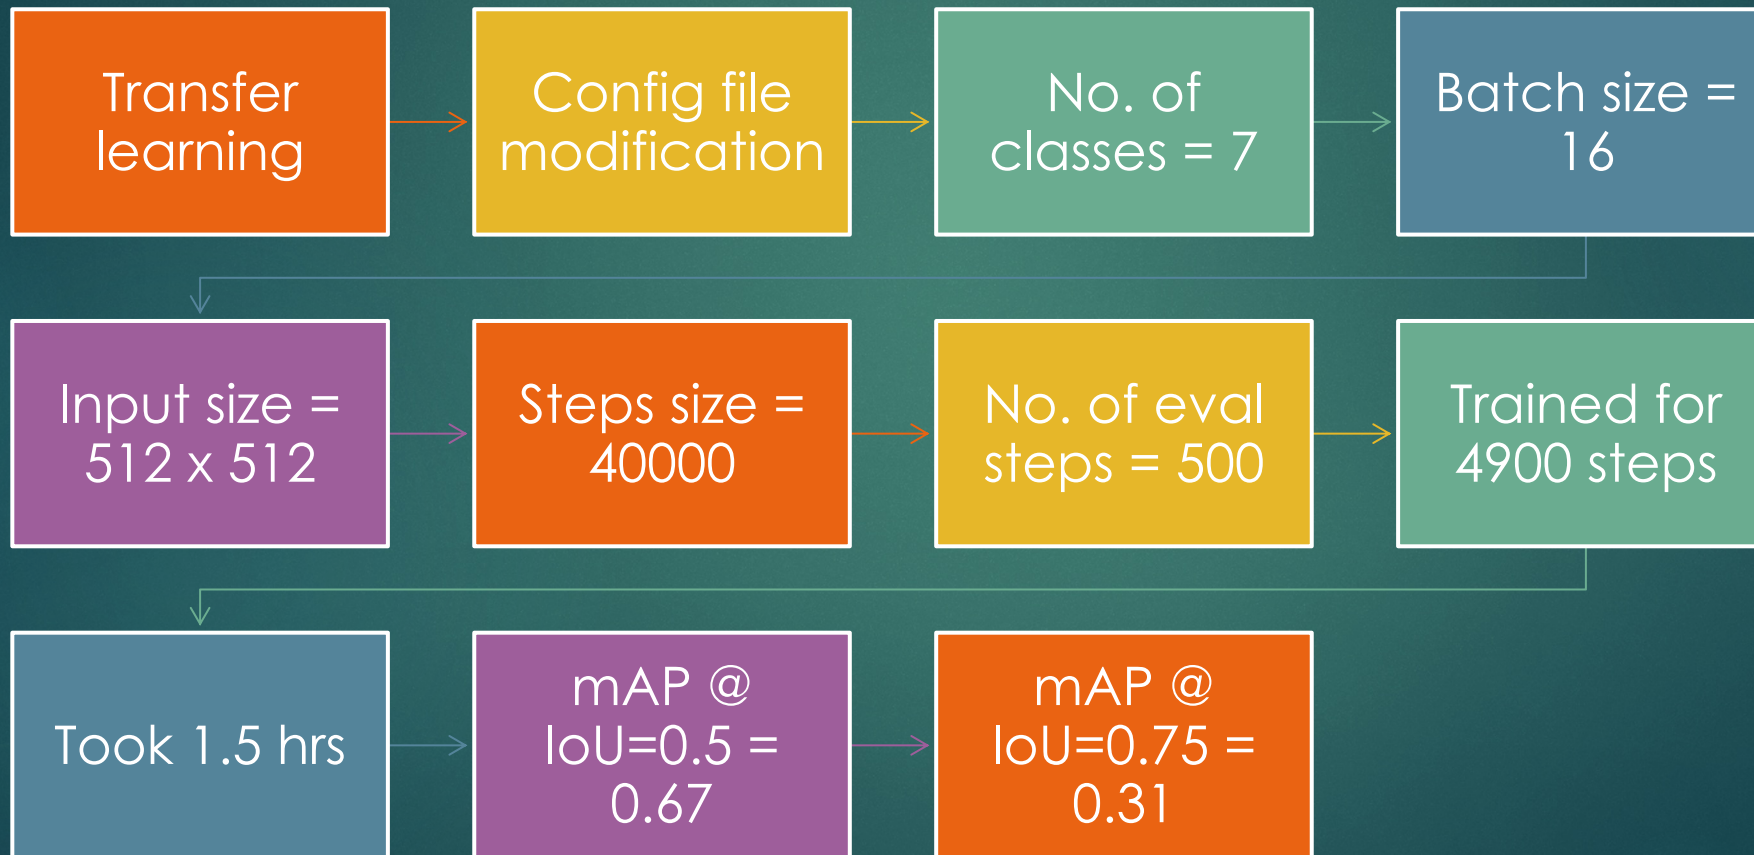 Transfer
learning
Config file
modification
No. of
classes = 7
Batch size =
16
Input size =
512 x 512
Steps size =
40000
No. of eval
steps = 500
Trained for
4900 steps
Took 1.5 hrs
mAP @
IoU=0.5 =
0.67
mAP @
IoU=0.75 =
0.31